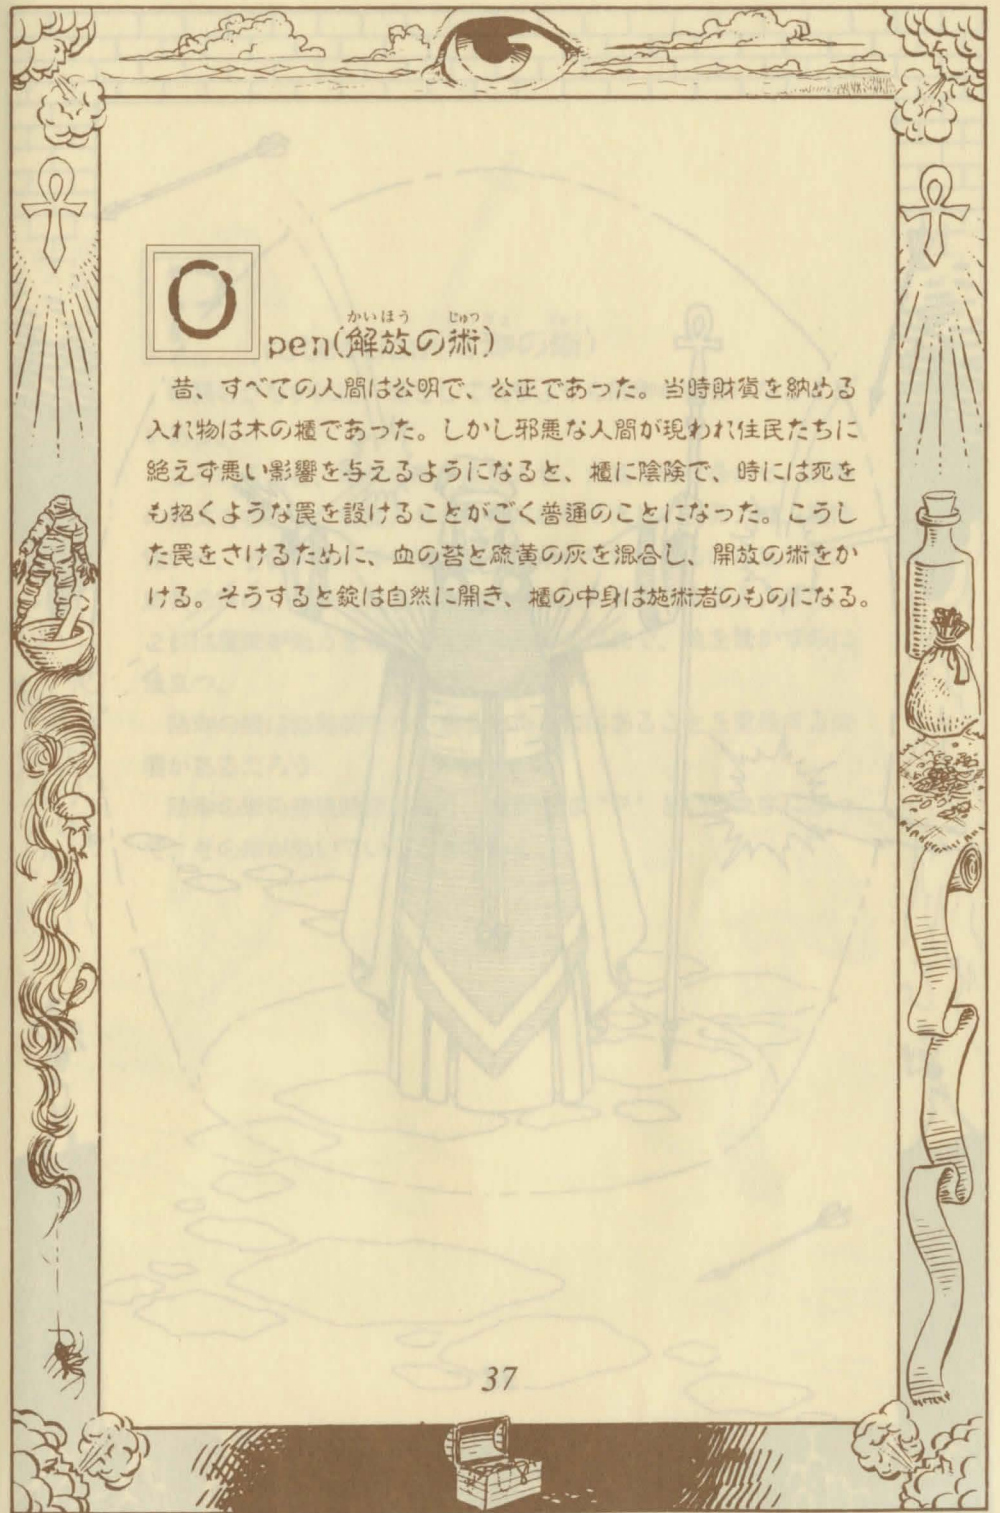 Open(解放の術)
かいほう じゅつ
昔、すべての人間は公明で、公正であった。当時財貨を納める
入れ物は木の櫃であった。しかし邪悪な人間が現われ住民たちに
絶えず悪い影響を与えるようになると、櫃に陰険で、時には死を
も招くような罠を設けることがごく普通のことになった。こうし
た罠をさけるために、血の苔と硫黄の灰を混合し、開放の術をか
ける。そうすると錠は自然に開き、櫃の中身は施術者のものになる。
37